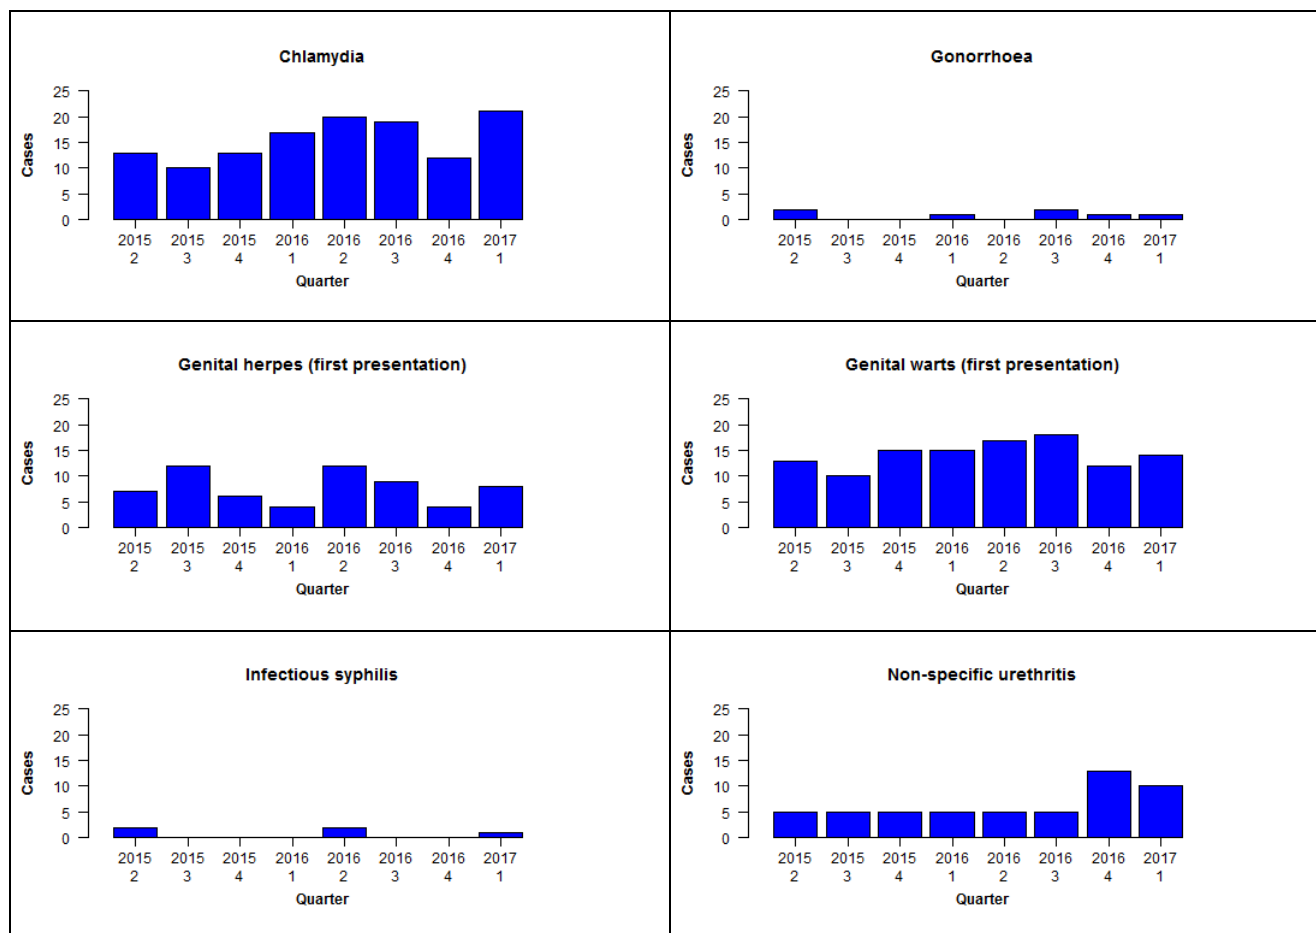 Chlamydia
25
20
15
10
5
0
Cases
2015 2015 2015 2016 2016 2016 2016 2017
2 3 4 1 2 3 4 1
Quarter
Gonorrhoea
25
20
15
10
5
0
Cases
2015 2015 2015 2016 2016 2016 2016 2017
2 3 4 1 2 3 4 1
Quarter
Genital herpes (first presentation)
25
20
15
10
5
0
Cases
2015 2015 2015 2016 2016 2016 2016 2017
2 3 4 1 2 3 4 1
Quarter
Genital warts (first presentation)
25
20
15
10
5
0
Cases
2015 2015 2015 2016 2016 2016 2016 2017
2 3 4 1 2 3 4 1
Quarter
Infectious syphilis
25
20
15
10
5
0
Cases
2015 2015 2015 2016 2016 2016 2016 2017
2 3 4 1 2 3 4 1
Quarter
Non-specific urethritis
25
20
15
10
5
0
Cases
2015 2015 2015 2016 2016 2016 2016 2017
2 3 4 1 2 3 4 1
Quarter